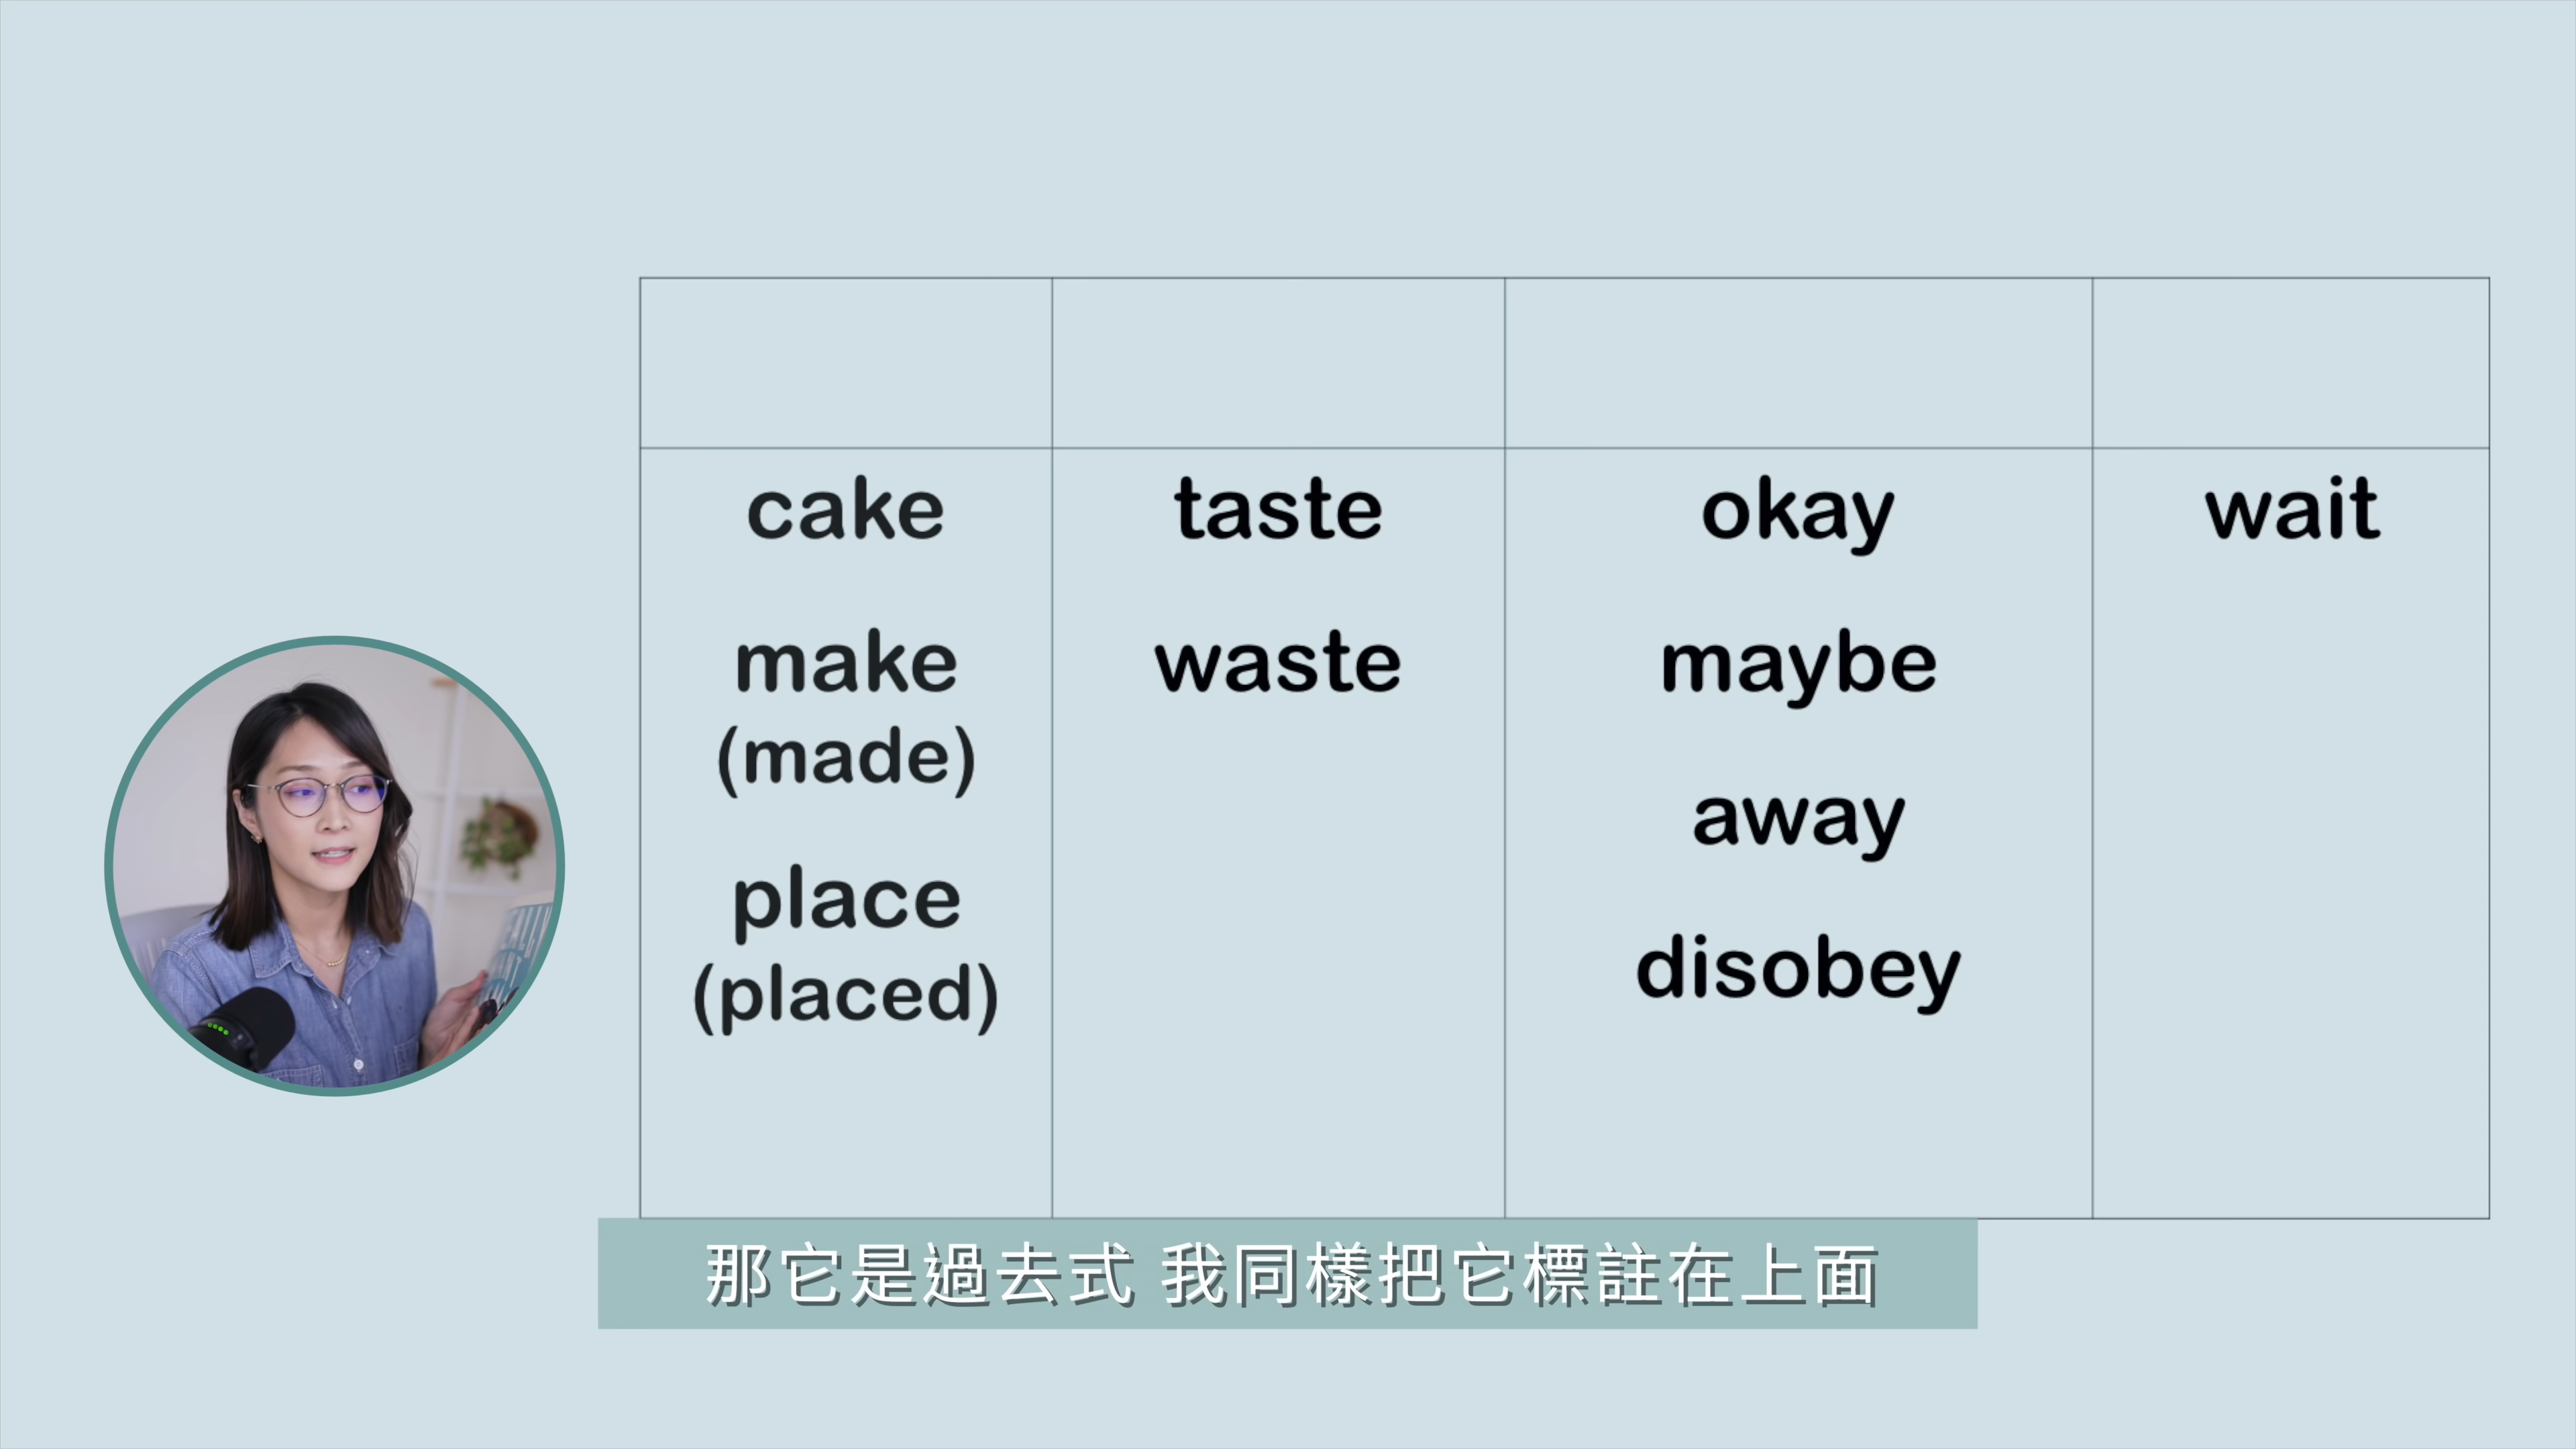 cake
make
(made)
place
(placed)
taste
waste
okay
maybe
away
disobey
wait
那它是過去式 我同樣把它標註在上面